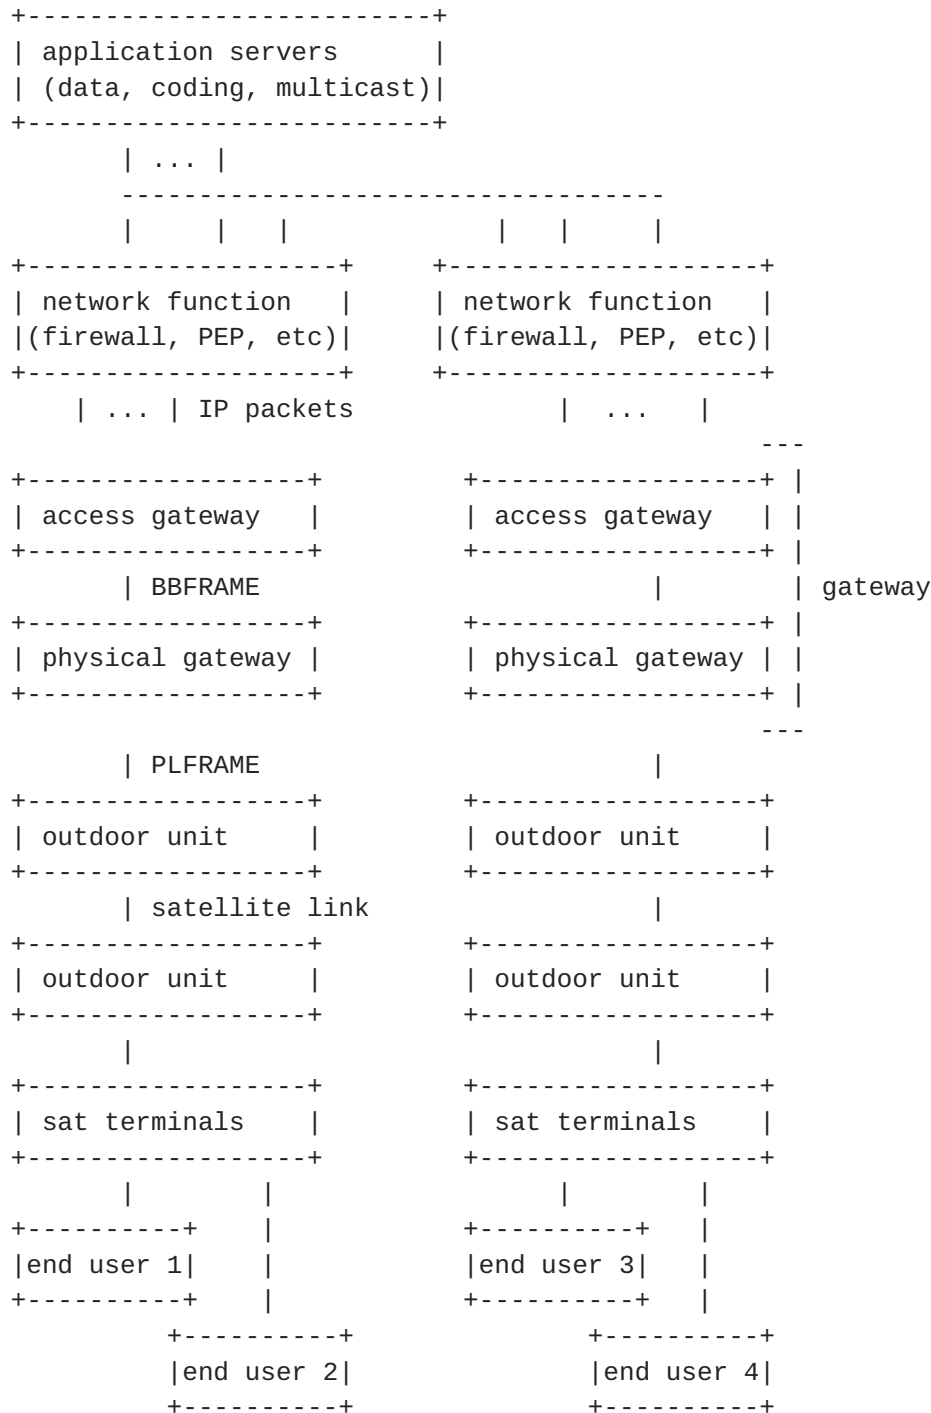 +--------------------------+
| application servers      |
| (data, coding, multicast)|
+--------------------------+
       | ... |
       -----------------------------------
       |     |   |             |   |     |
+--------------------+     +--------------------+
| network function   |     | network function   |
|(firewall, PEP, etc)|     |(firewall, PEP, etc)|
+--------------------+     +--------------------+
    | ... | IP packets             |  ...   |
                                                ---
+------------------+         +------------------+ |
| access gateway   |         | access gateway   | |
+------------------+         +------------------+ |
       | BBFRAME                         |        | gateway
+------------------+         +------------------+ |
| physical gateway |         | physical gateway | |
+------------------+         +------------------+ |
                                                ---
       | PLFRAME                         |
+------------------+         +------------------+
| outdoor unit     |         | outdoor unit     |
+------------------+         +------------------+
       | satellite link                  |
+------------------+         +------------------+
| outdoor unit     |         | outdoor unit     |
+------------------+         +------------------+
       |                                 |
+------------------+         +------------------+
| sat terminals    |         | sat terminals    |
+------------------+         +------------------+
       |        |                  |        |
+----------+    |            +----------+   |
|end user 1|    |            |end user 3|   |
+----------+    |            +----------+   |
          +----------+               +----------+
          |end user 2|               |end user 4|
          +----------+               +----------+